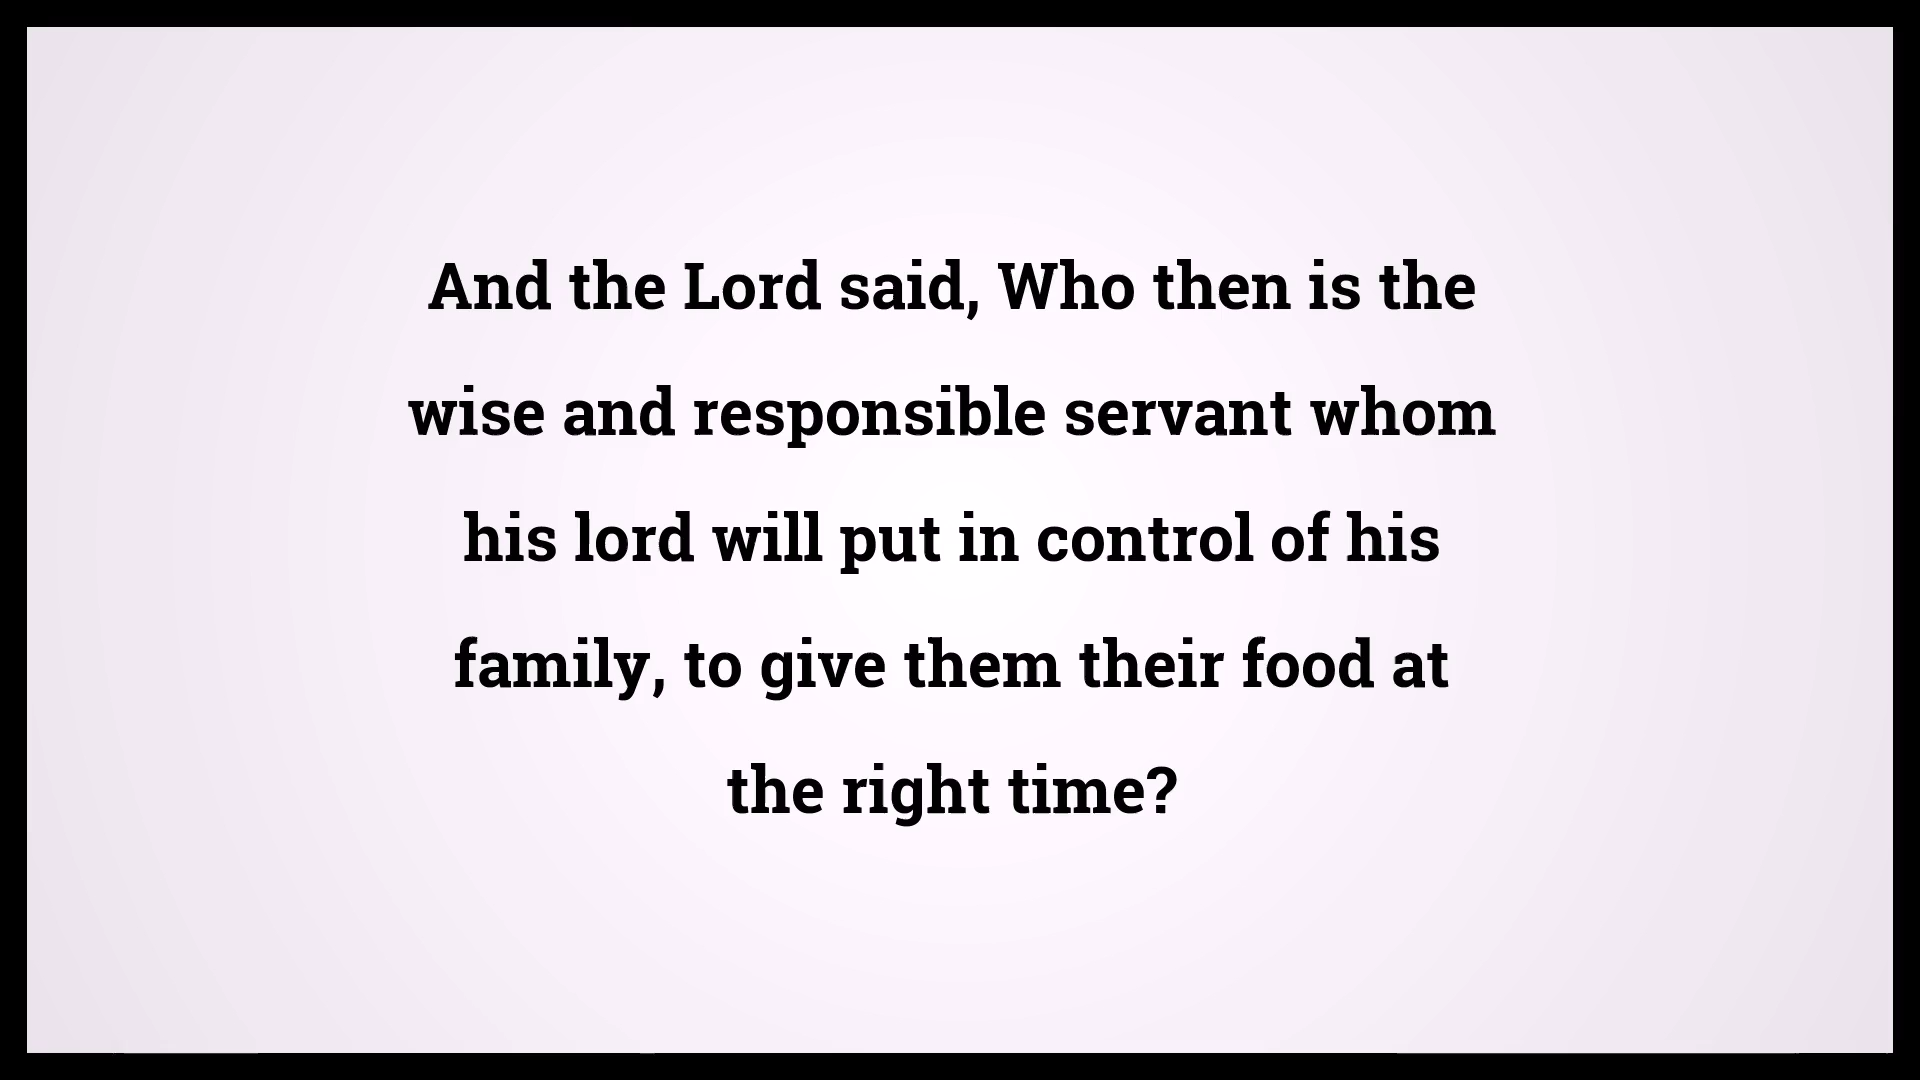 And the Lord said, Who then is the
wise and responsible servant whom
his lord will put in control of his
family, to give them their food at
the right time?